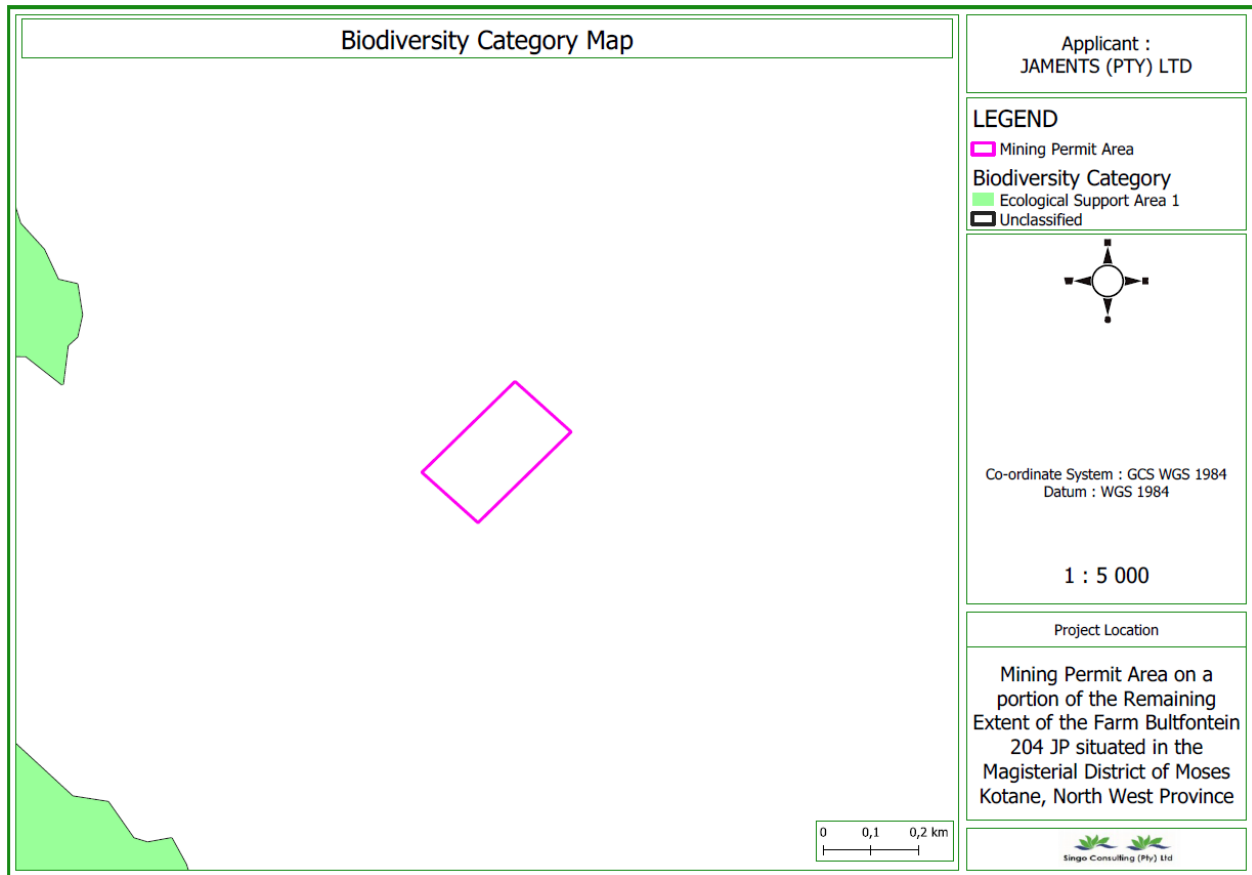 Biodiversity Category Map
Applicant :
JAMENTS (PTY) LTD
LEGEND
Mining Permit Area
Biodiversity Category
Ecological Support Area 1
Unclassified
Co-ordinate System : GCS WGS 1984
Datum : WGS 1984
1 : 5 000
Project Location
Mining Permit Area on a
portion of the Remaining
Extent of the Farm Bultfontein
204 JP situated in the
Magisterial District of Moses
Kotane, North West Province
0 0,1 0,2 km
Singo Consulting (Pty) Ltd